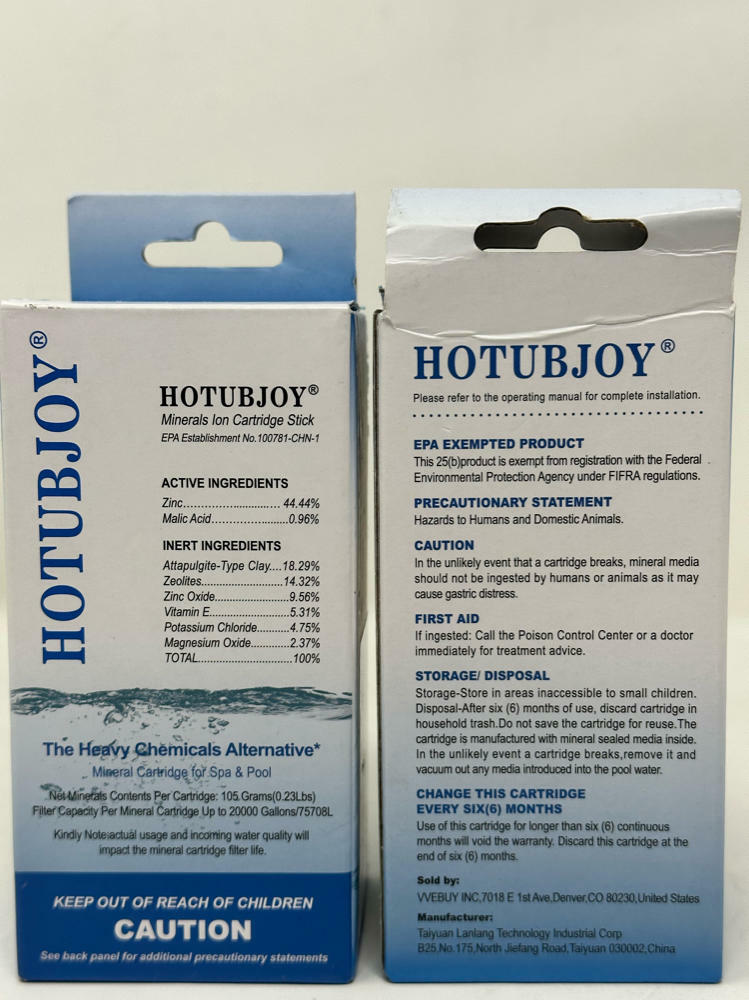 HOTUBJOY®
HOTUBJOY®
Minerals Ion Cartridge Stick
EPA Establishment No.100781-CHN-1
ACTIVE INGREDIENTS
Zinc........................... 44.44%
Malic Acid.....................0.96%
INERT INGREDIENTS
Attapulgite-Type Clay....18.29%
Zeolites........................14.32%
Zinc Oxide.....................9.56%
Vitamin E.......................5.31%
Potassium Chloride..........4.75%
Magnesium Oxide............2.37%
TOTAL............................100%
The Heavy Chemicals Alternative*
Mineral Cartridge for Spa & Pool
Net Minerals Contents Per Cartridge: 105 Grams(0.23Lbs)
Filter Capacity Per Mineral Cartridge Up to 20000 Gallons/75708L
Kindly Note:actual usage and incoming water quality will
impact the mineral cartridge filter life.
KEEP OUT OF REACH OF CHILDREN
CAUTION
See back panel for additional precautionary statements
HOTUBJOY®
Please refer to the operating manual for complete installation.
EPA EXEMPTED PRODUCT
This 25(b)product is exempt from registration with the Federal
Environmental Protection Agency under FIFRA regulations.
PRECAUTIONARY STATEMENT
Hazards to Humans and Domestic Animals.
CAUTION
In the unlikely event that a cartridge breaks, mineral media
should not be ingested by humans or animals as it may
cause gastric distress.
FIRST AID
If ingested: Call the Poison Control Center or a doctor
immediately for treatment advice.
STORAGE/ DISPOSAL
Storage-Store in areas inaccessible to small children.
Disposal-After six (6) months of use, discard cartridge in
household trash.Do not save the cartridge for reuse.The
cartridge is manufactured with mineral sealed media inside.
In the unlikely event a cartridge breaks,remove it and
vacuum out any media introduced into the pool water.
CHANGE THIS CARTRIDGE
EVERY SIX(6) MONTHS
Use of this cartridge for longer than six (6) continuous
months will void the warranty. Discard this cartridge at the
end of six (6) months.
Sold by:
VVEBUY INC,7018 E 1st Ave,Denver,CO 80230,United States
Manufacturer:
Taiyuan Lanlang Technology Industrial Corp
B25,No.175,North Jiefang Road,Taiyuan 030002,China